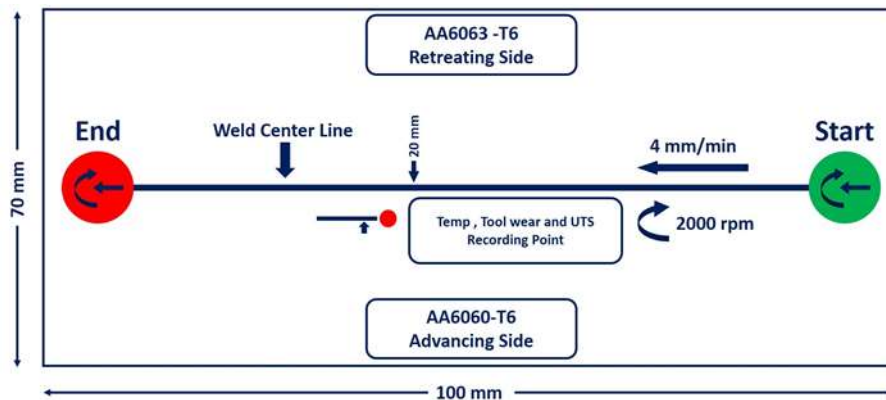 AA6063 -T6
Retreating Side
End
Weld Center Line
20 mm
4 mm/min
Start
70 mm
Temp , Tool wear and UTS
Recording Point
2000 rpm
AA6060-T6
Advancing Side
100 mm